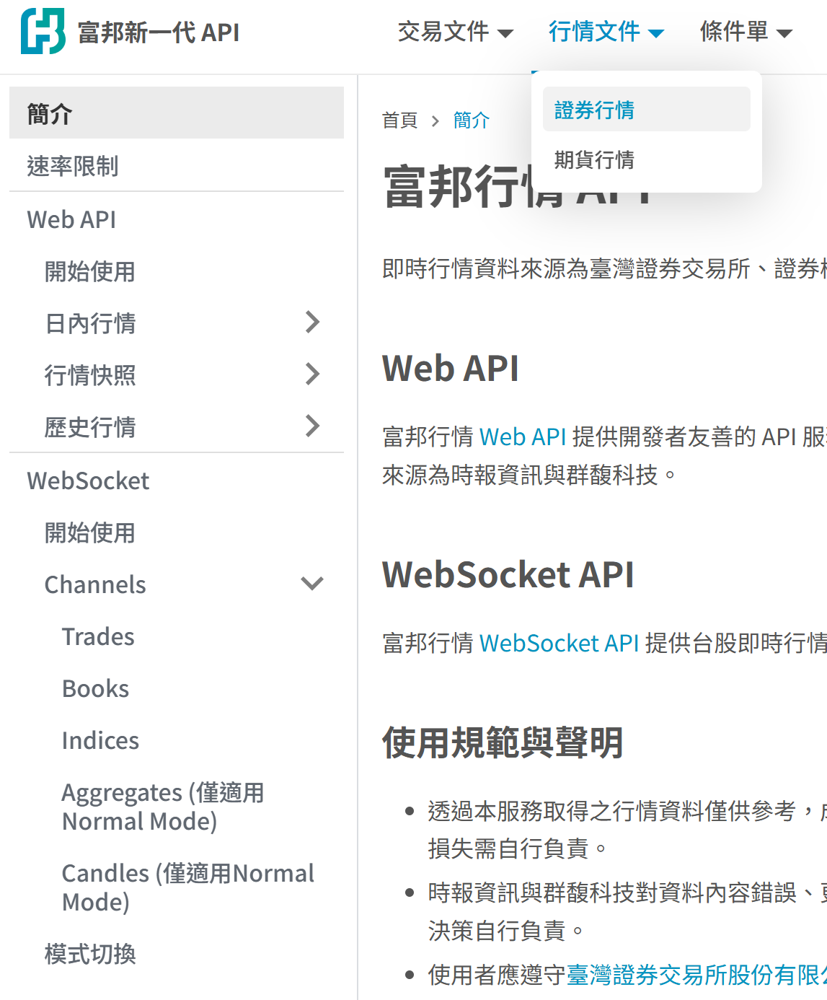 富邦新一代 API
交易文件
行情文件
條件單
證券行情
期貨行情
簡介
速率限制
Web API
開始使用
日內行情
行情快照
歷史行情
WebSocket
開始使用
Channels
Trades
Books
Indices
Aggregates (僅適用
Normal Mode)
Candles (僅適用Normal
Mode)
模式切換
首頁
簡介
富邦行情 API
即時行情資料來源為臺灣證券交易所、證券
Web API
富邦行情 Web API 提供開發者友善的 API 服
來源為時報資訊與群馥科技。
WebSocket API
富邦行情 WebSocket API 提供台股即時行情
使用規範與聲明
透過本服務取得之行情資料僅供參考，
損失需自行負責。
時報資訊與群馥科技對資料內容錯誤、
決策自行負責。
使用者應遵守臺灣證券交易所股份有限